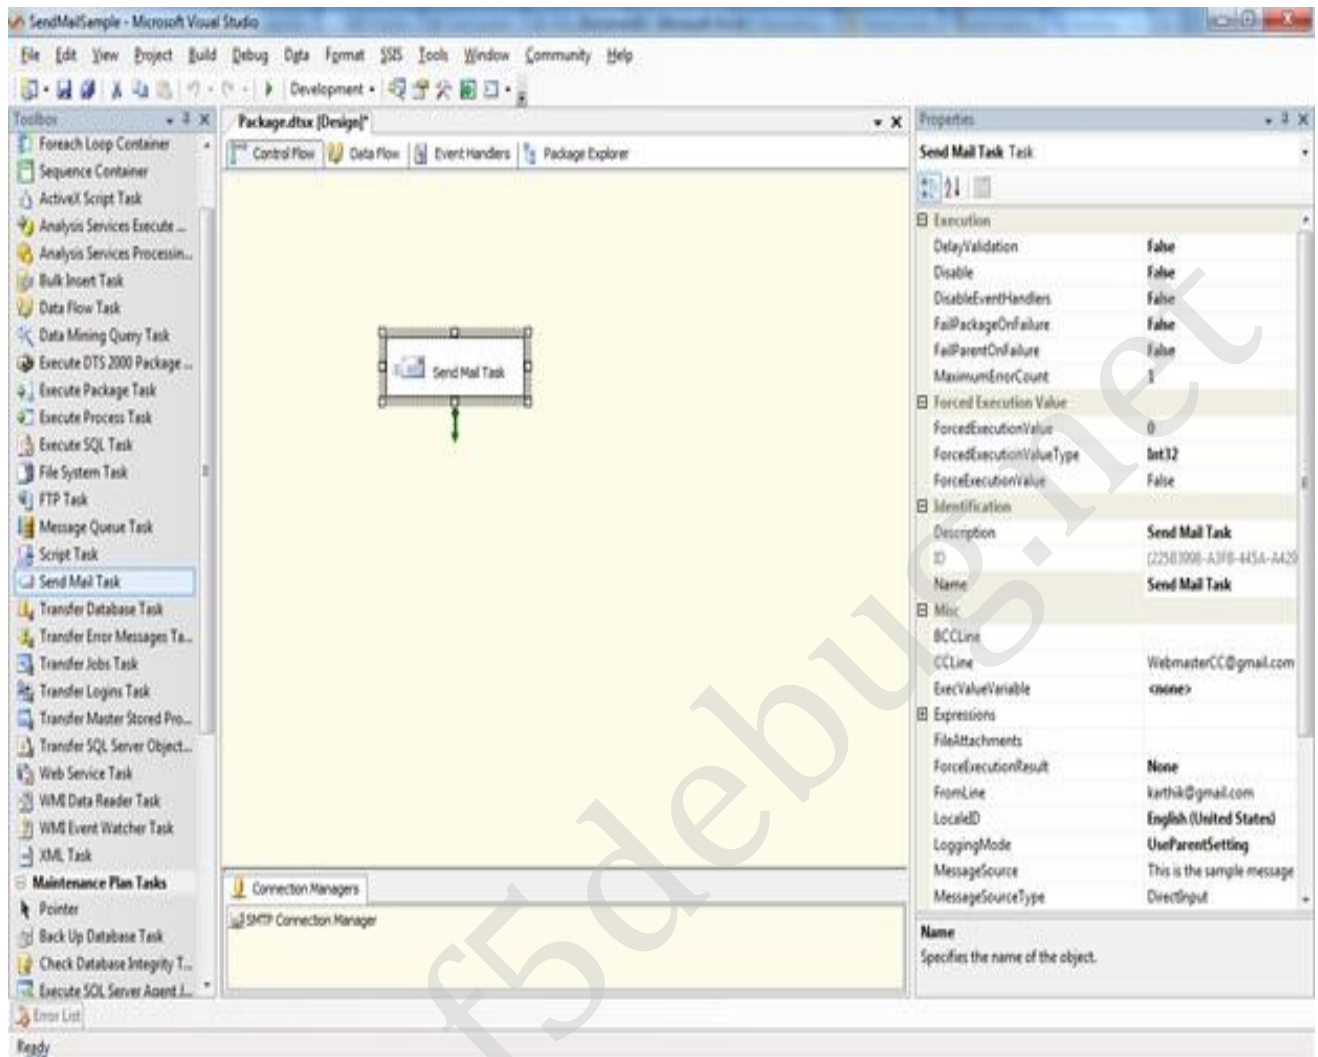 SendMailSample - Microsoft Visual Studio
File Edit View Project Build Debug Data Format SSIS Tools Window Community Help
Development
Toolbox
Foreach Loop Container
Sequence Container
ActiveX Script Task
Analysis Services Execute ...
Analysis Services Processin...
Bulk Insert Task
Data Flow Task
Data Mining Query Task
Execute DTS 2000 Package ...
Execute Package Task
Execute Process Task
Execute SQL Task
File System Task
FTP Task
Message Queue Task
Script Task
Send Mail Task
Transfer Database Task
Transfer Error Messages Ta...
Transfer Jobs Task
Transfer Logins Task
Transfer Master Stored Pro...
Transfer SQL Server Object...
Web Service Task
WMI Data Reader Task
WMI Event Watcher Task
XML Task
Maintenance Plan Tasks
Pointer
Back Up Database Task
Check Database Integrity T...
Execute SQL Server Agent J...
Package.dtsx [Design]*
Control Flow Data Flow Event Handlers Package Explorer
Send Mail Task
Connection Managers
SMTP Connection Manager
Properties
Send Mail Task Task
Execution
DelayValidation False
Disable False
DisableEventHandlers False
FailPackageOnFailure False
FailParentOnFailure False
MaximumErrorCount 1
Forced Execution Value
ForcedExecutionValue 0
ForcedExecutionValueType Int32
ForceExecutionValue False
Identification
Description Send Mail Task
ID {225B3998-A3FB-445A-A429
Name Send Mail Task
Misc
BCCLine
CCLine WebmasterCC@gmail.com
ExecValueVariable <none>
Expressions
FileAttachments
ForceExecutionResult None
FromLine karthik@gmail.com
LocaleID English (United States)
LoggingMode UseParentSetting
MessageSource This is the sample message
MessageSourceType DirectInput
Name
Specifies the name of the object.
Error List
Ready
f5debug.net